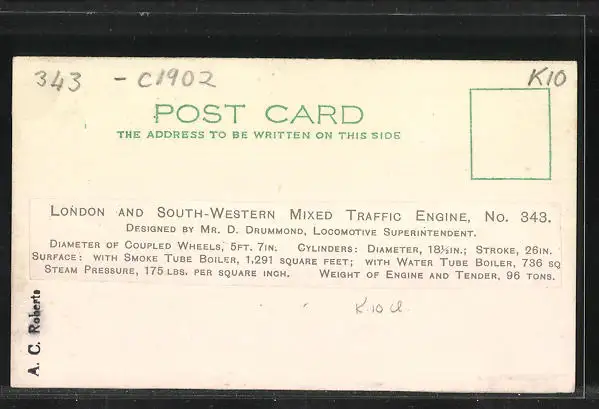 343 - C1902 K10
POST CARD
THE ADDRESS TO BE WRITTEN ON THIS SIDE
LONDON AND SOUTH-WESTERN MIXED TRAFFIC ENGINE, No. 343.
DESIGNED BY MR. D. DRUMMOND, LOCOMOTIVE SUPERINTENDENT.
DIAMETER OF COUPLED WHEELS, 5FT. 7IN. CYLINDERS: DIAMETER, 18½IN.; STROKE, 26IN.
SURFACE: WITH SMOKE TUBE BOILER, 1,291 SQUARE FEET; WITH WATER TUBE BOILER, 736 SQ
STEAM PRESSURE, 175 LBS. PER SQUARE INCH. WEIGHT OF ENGINE AND TENDER, 96 TONS.
K.10 cl.
A. C. Roberts